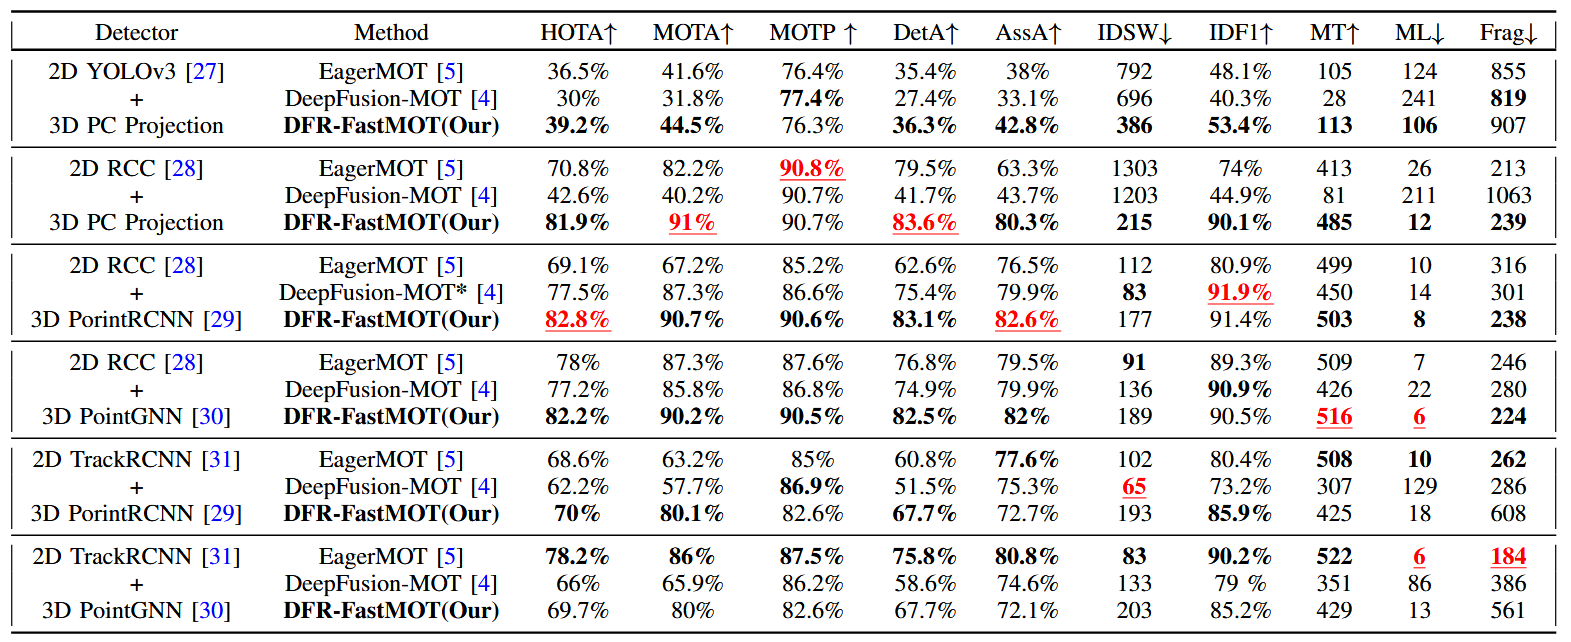 Detector Method HOTA↑ MOTA↑ MOTP ↑ DetA↑ AssA↑ IDSW↓ IDF1↑ MT↑ ML↓ Frag↓
2D YOLOv3 [27] EagerMOT [5] 36.5% 41.6% 76.4% 35.4% 38% 792 48.1% 105 124 855
+ DeepFusion-MOT [4] 30% 31.8% 77.4% 27.4% 33.1% 696 40.3% 28 241 819
3D PC Projection DFR-FastMOT(Our) 39.2% 44.5% 76.3% 36.3% 42.8% 386 53.4% 113 106 907
2D RCC [28] EagerMOT [5] 70.8% 82.2% 90.8% 79.5% 63.3% 1303 74% 413 26 213
+ DeepFusion-MOT [4] 42.6% 40.2% 90.7% 41.7% 43.7% 1203 44.9% 81 211 1063
3D PC Projection DFR-FastMOT(Our) 81.9% 91% 90.7% 83.6% 80.3% 215 90.1% 485 12 239
2D RCC [28] EagerMOT [5] 69.1% 67.2% 85.2% 62.6% 76.5% 112 80.9% 499 10 316
+ DeepFusion-MOT* [4] 77.5% 87.3% 86.6% 75.4% 79.9% 83 91.9% 450 14 301
3D PorintRCNN [29] DFR-FastMOT(Our) 82.8% 90.7% 90.6% 83.1% 82.6% 177 91.4% 503 8 238
2D RCC [28] EagerMOT [5] 78% 87.3% 87.6% 76.8% 79.5% 91 89.3% 509 7 246
+ DeepFusion-MOT [4] 77.2% 85.8% 86.8% 74.9% 79.9% 136 90.9% 426 22 280
3D PointGNN [30] DFR-FastMOT(Our) 82.2% 90.2% 90.5% 82.5% 82% 189 90.5% 516 6 224
2D TrackRCNN [31] EagerMOT [5] 68.6% 63.2% 85% 60.8% 77.6% 102 80.4% 508 10 262
+ DeepFusion-MOT [4] 62.2% 57.7% 86.9% 51.5% 75.3% 65 73.2% 307 129 286
3D PorintRCNN [29] DFR-FastMOT(Our) 70% 80.1% 82.6% 67.7% 72.7% 193 85.9% 425 18 608
2D TrackRCNN [31] EagerMOT [5] 78.2% 86% 87.5% 75.8% 80.8% 83 90.2% 522 6 184
+ DeepFusion-MOT [4] 66% 65.9% 86.2% 58.6% 74.6% 133 79 % 351 86 386
3D PointGNN [30] DFR-FastMOT(Our) 69.7% 80% 82.6% 67.7% 72.1% 203 85.2% 429 13 561